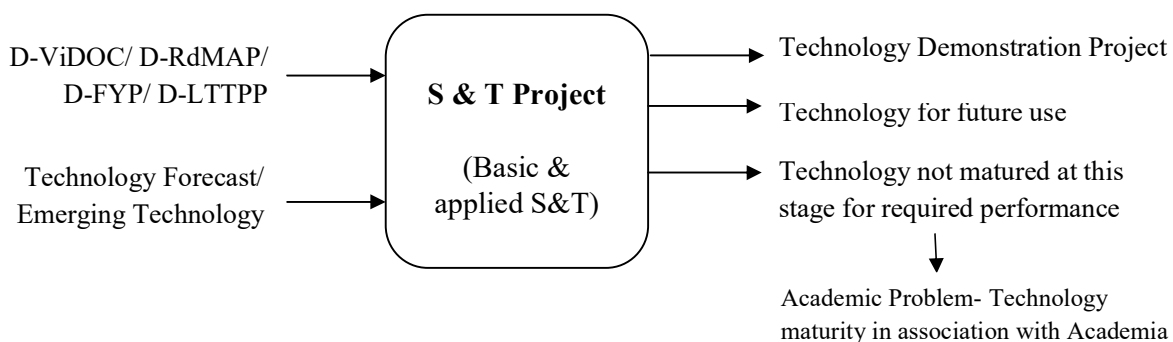 D-ViDOC/ D-RdMAP/
D-FYP/ D-LTTPP
Technology Forecast/
Emerging Technology
S & T Project
(Basic &
applied S&T)
Technology Demonstration Project
Technology for future use
Technology not matured at this
stage for required performance
Academic Problem- Technology
maturity in association with Academia